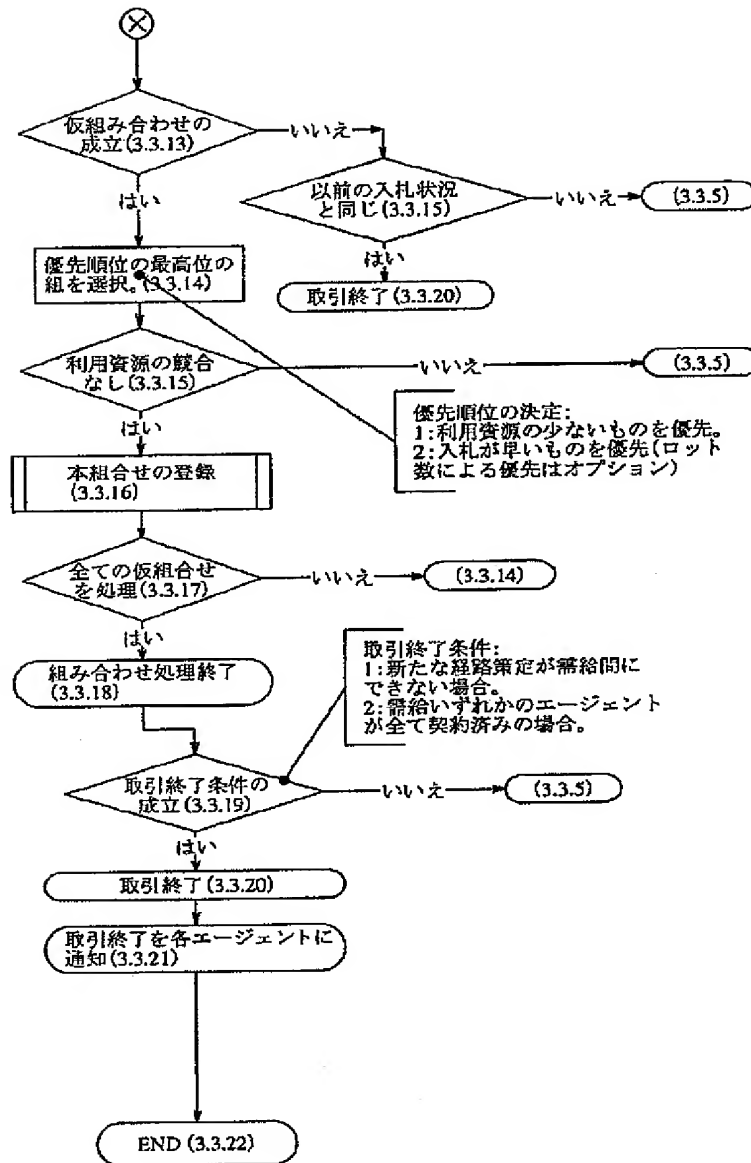 仮組み合わせの
成立(3.3.13)
いいえ
はい
以前の入札状況
と同じ(3.3.15)
いいえ
(3.3.5)
はい
取引終了(3.3.20)
優先順位の最高位の
組を選択。(3.3.14)
利用資源の競合
なし(3.3.15)
いいえ
(3.3.5)
はい
優先順位の決定:
1:利用資源の少ないものを優先。
2:入札が早いものを優先(ロット
数による優先はオプション)
本組合せの登録
(3.3.16)
全ての仮組合せ
を処理(3.3.17)
いいえ
(3.3.14)
はい
組み合わせ処理終了
(3.3.18)
取引終了条件:
1:新たな経路策定が需給間に
できない場合。
2:需給いずれかのエージェント
が全て契約済みの場合。
取引終了条件の
成立(3.3.19)
いいえ
(3.3.5)
はい
取引終了(3.3.20)
取引終了を各エージェントに
通知(3.3.21)
END (3.3.22)